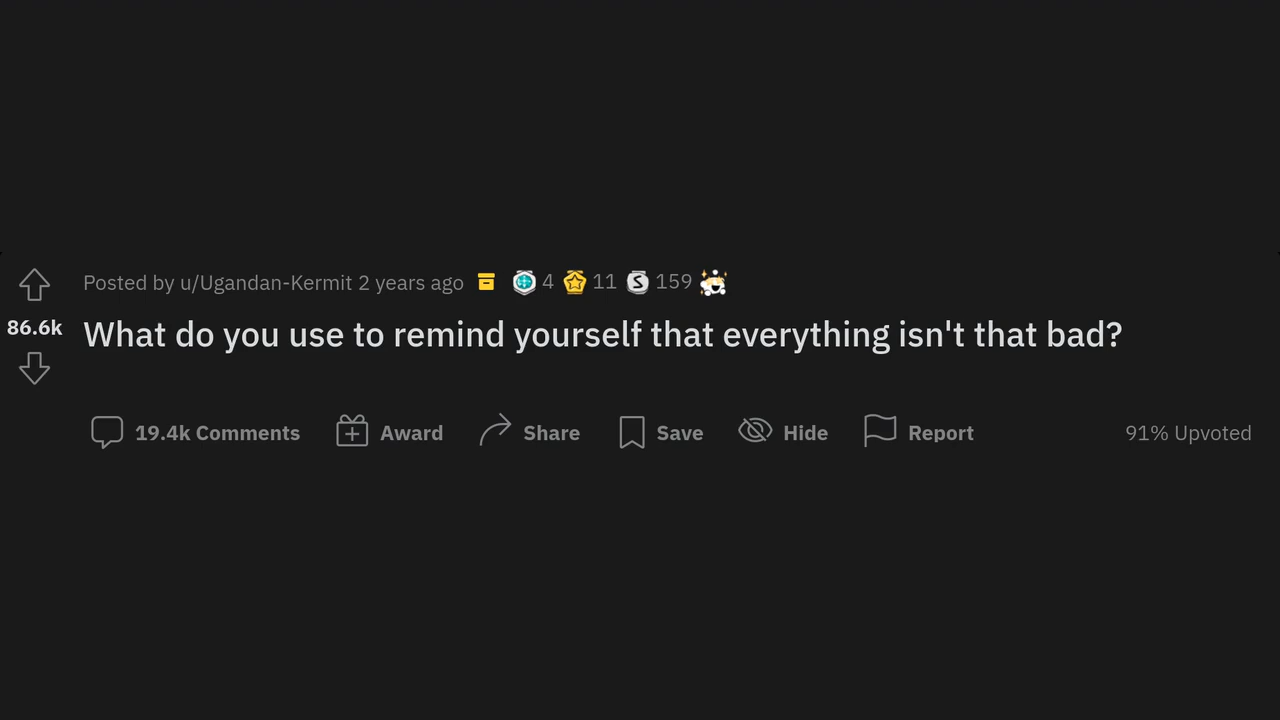 Posted by u/Ugandan-Kermit 2 years ago 4 11 S 159
86.6k
What do you use to remind yourself that everything isn't that bad?
19.4k Comments Award Share Save Hide Report 91% Upvoted